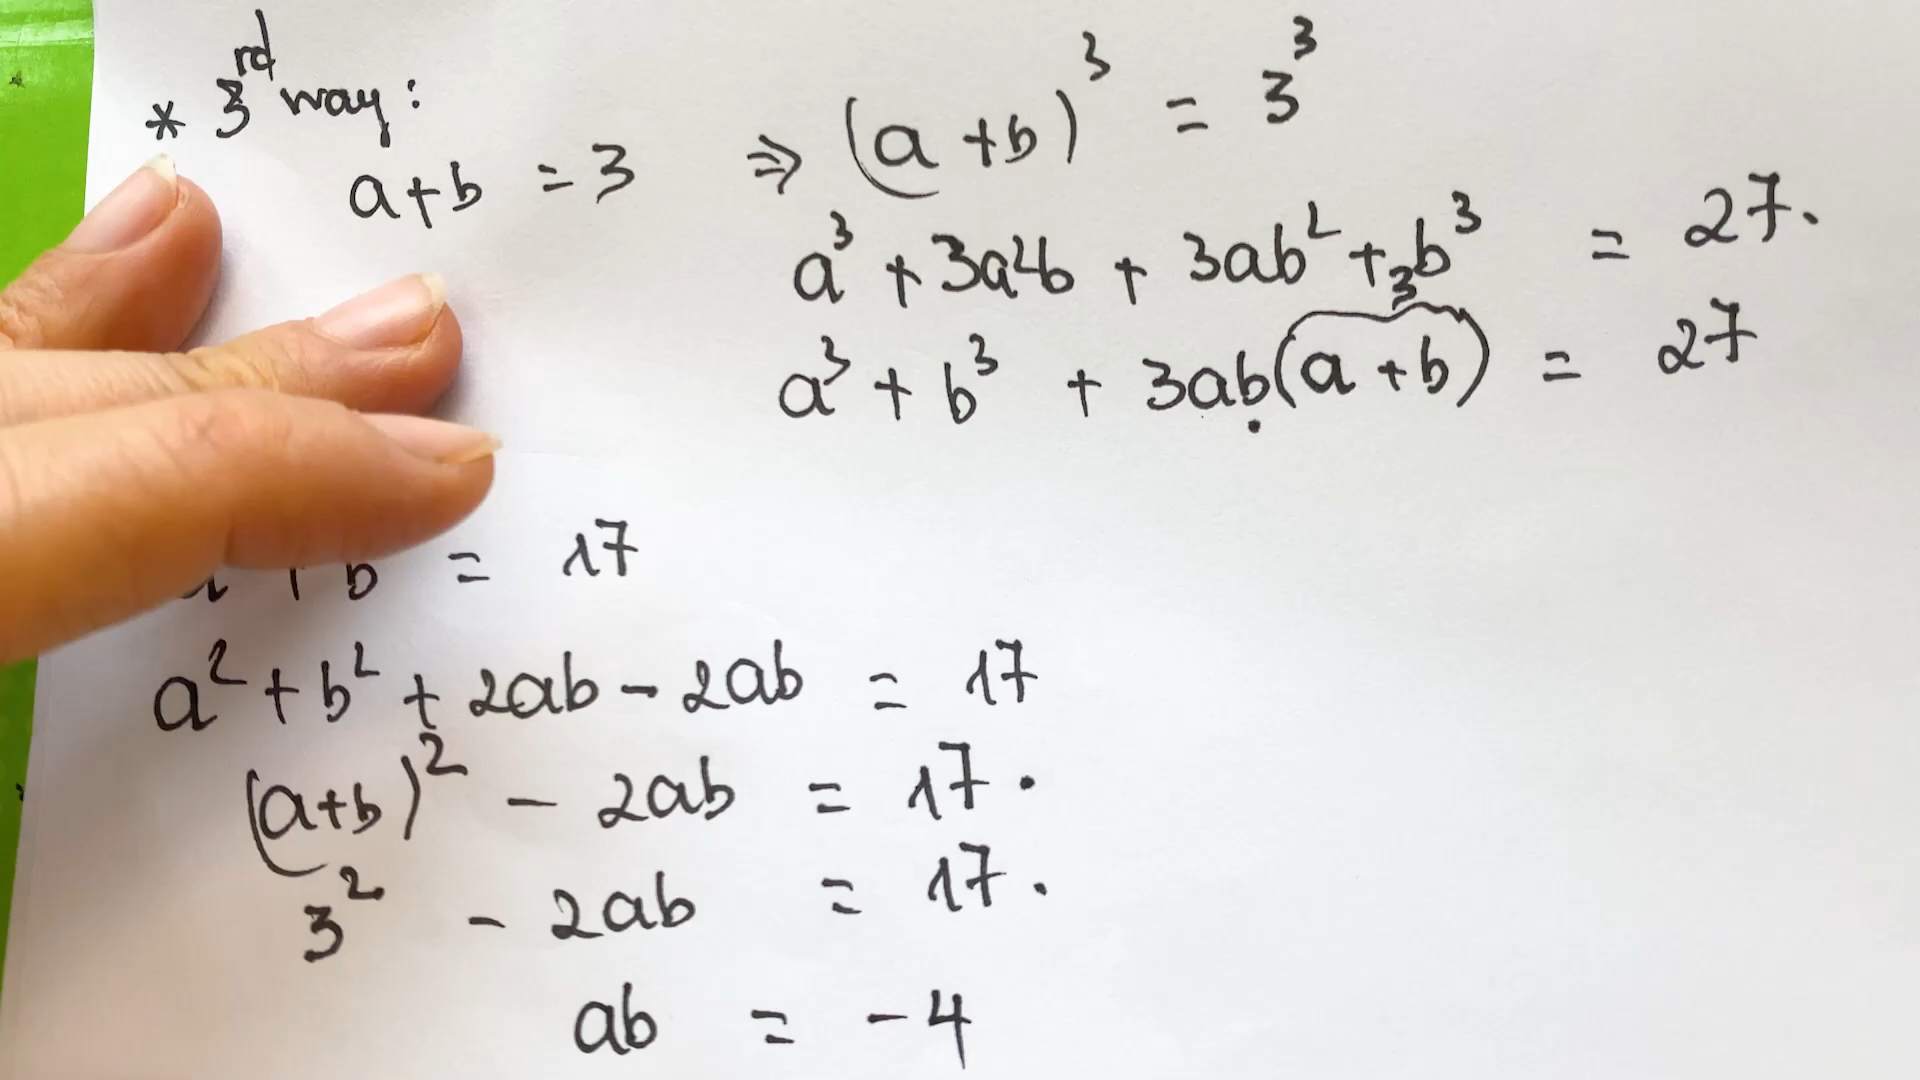 * 3rd way:
a+b = 3 ⇒ (a+b)³ = 3³
a³ + 3a²b + 3ab² + b³ = 27.
3
a³ + b³ + 3ab(a+b) = 27
+ b = 17
a² + b² + 2ab - 2ab = 17
(a+b)² - 2ab = 17.
3² - 2ab = 17.
ab = -4